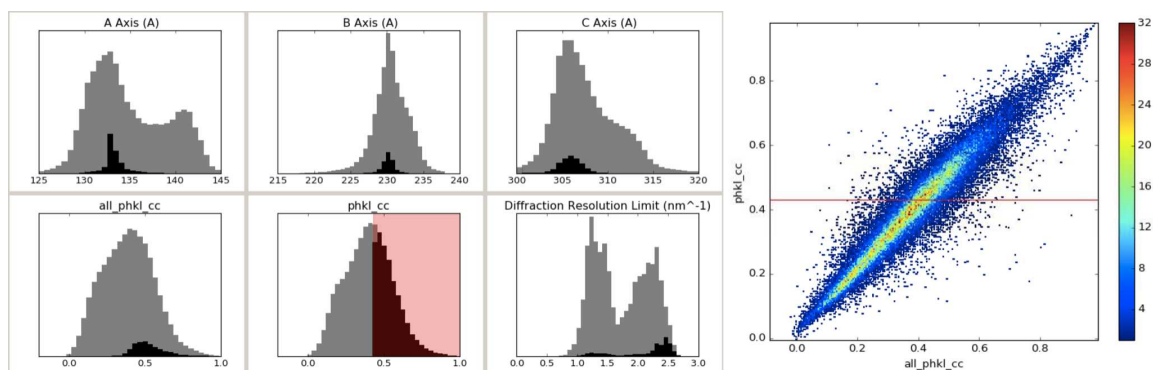 A Axis (A)
125 130 135 140 145
B Axis (A)
215 220 225 230 235 240
C Axis (A)
300 305 310 315 320
all_phkl_cc
0.0 0.5 1.0
phkl_cc
0.0 0.5 1.0
Diffraction Resolution Limit (nm^-1)
0.0 0.5 1.0 1.5 2.0 2.5 3.0
phkl_cc
0.8
0.6
0.4
0.2
0.0
0.0 0.2 0.4 0.6 0.8
all_phkl_cc
32
28
24
20
16
12
8
4